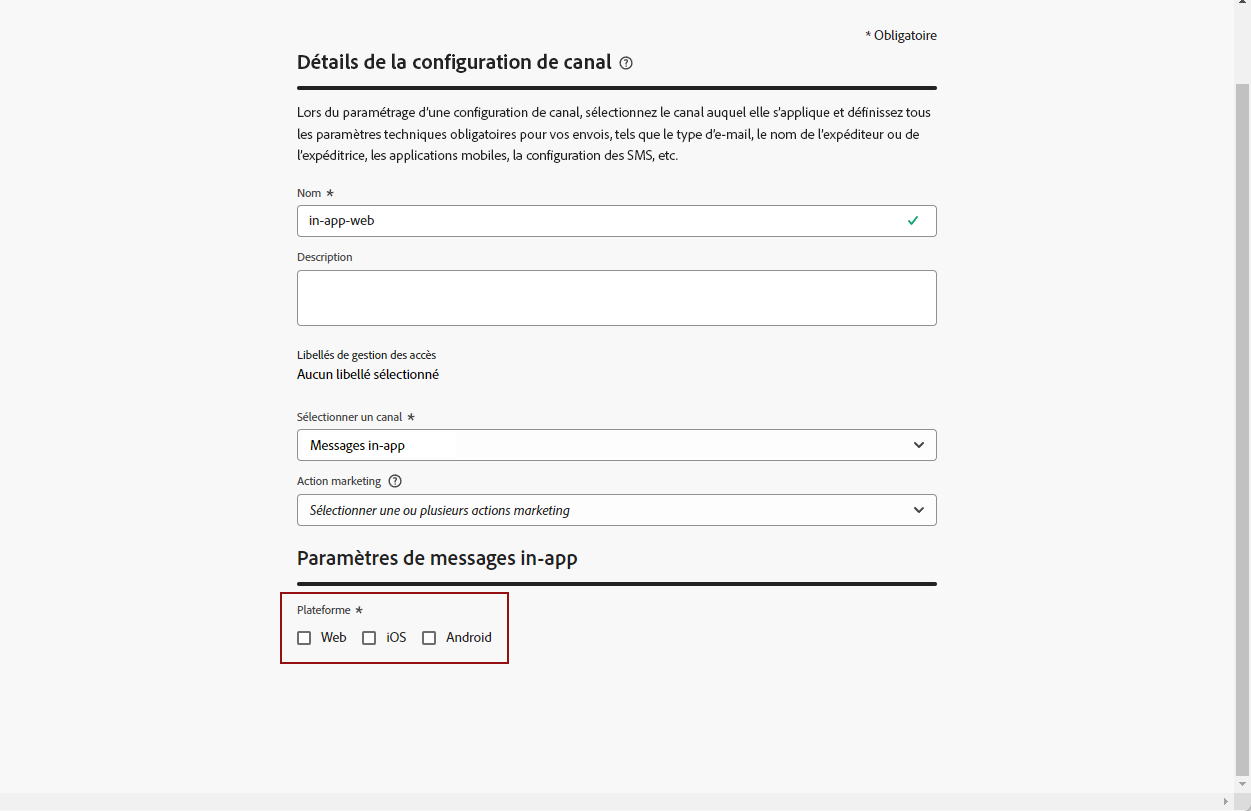 * Obligatoire
Détails de la configuration de canal
Lors du paramétrage d'une configuration de canal, sélectionnez le canal auquel elle s'applique et définissez tous
les paramètres techniques obligatoires pour vos envois, tels que le type d'e-mail, le nom de l'expéditeur ou de
l'expéditrice, les applications mobiles, la configuration des SMS, etc.
Nom *
in-app-web
Description
Libellés de gestion des accès
Aucun libellé sélectionné
Sélectionner un canal *
Messages in-app
Action marketing
Sélectionner une ou plusieurs actions marketing
Paramètres de messages in-app
Plateforme *
Web iOS Android